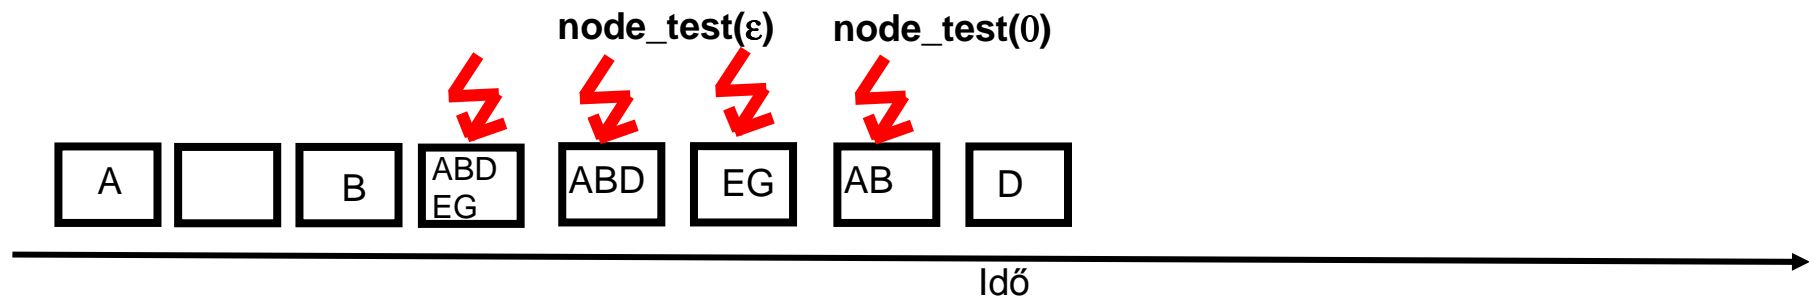 node_test(ε) node_test(0)
A B ABD ABD EG AB D
EG
Idő